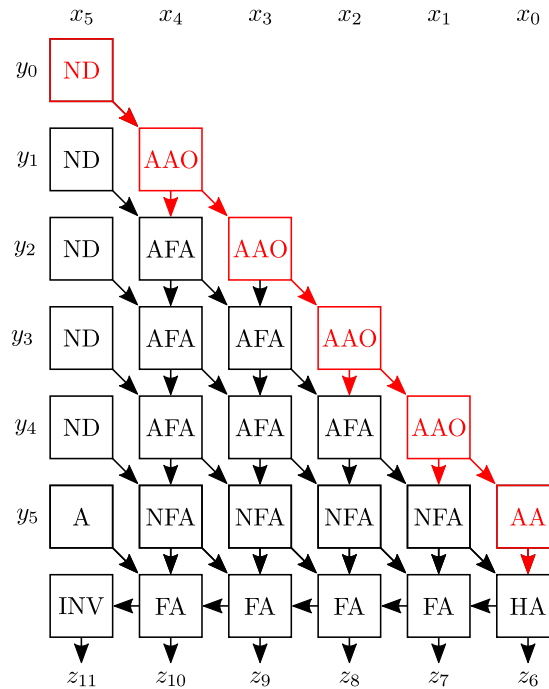 x₅ x₄ x₃ x₂ x₁ x₀
y₀ ND
y₁ ND AAO
y₂ ND AFA AAO
y₃ ND AFA AFA AAO
y₄ ND AFA AFA AFA AAO
y₅ A NFA NFA NFA NFA AA
INV FA FA FA FA HA
z₁₁ z₁₀ z₉ z₈ z₇ z₆